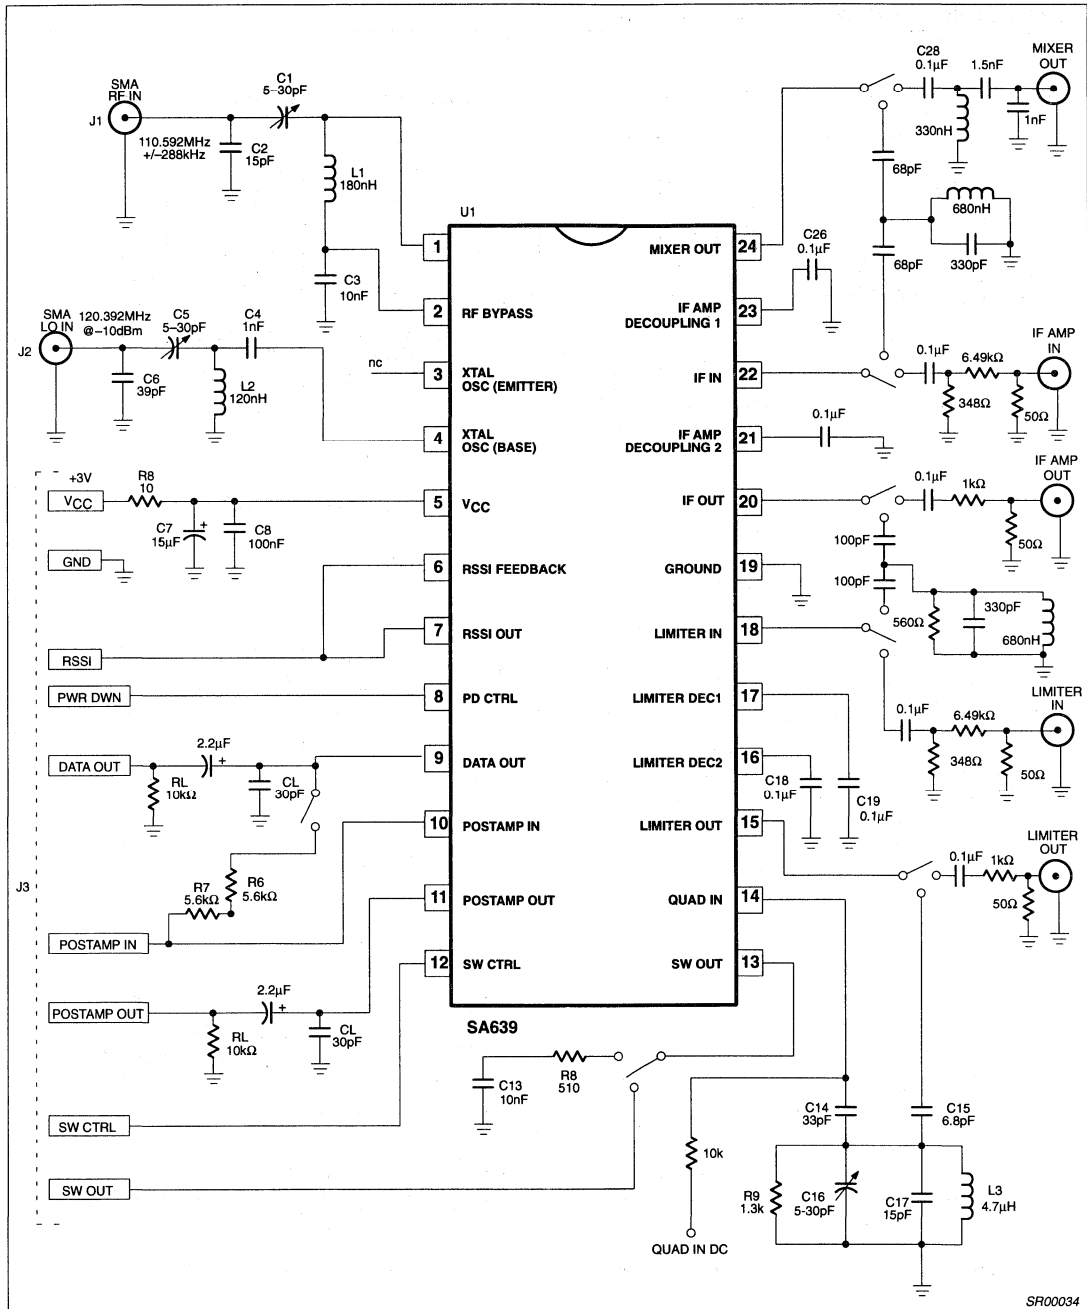 SMA
RF IN
J1
110.592MHz
+/–288kHz
C1
5–30pF
C2
15pF
L1
180nH
C3
10nF
SMA
LO IN
J2
120.392MHz
@–10dBm
C5
5–30pF
C4
1nF
C6
39pF
L2
120nH
nc
+3V
VCC
R8
10
C7
15µF
+
C8
100nF
GND
RSSI
PWR DWN
DATA OUT
2.2µF
+
RL
10kΩ
CL
30pF
J3
R7
5.6kΩ
R6
5.6kΩ
POSTAMP IN
POSTAMP OUT
2.2µF
+
RL
10kΩ
CL
30pF
SW CTRL
SW OUT
C13
10nF
R8
510
U1
1
2 RF BYPASS
3 XTAL
OSC (EMITTER)
4 XTAL
OSC (BASE)
5 VCC
6 RSSI FEEDBACK
7 RSSI OUT
8 PD CTRL
9 DATA OUT
10 POSTAMP IN
11 POSTAMP OUT
12 SW CTRL
MIXER OUT 24
IF AMP
DECOUPLING 1 23
IF IN 22
IF AMP
DECOUPLING 2 21
IF OUT 20
GROUND 19
LIMITER IN 18
LIMITER DEC1 17
LIMITER DEC2 16
LIMITER OUT 15
QUAD IN 14
SW OUT 13
SA639
C28
0.1µF
1.5nF
MIXER
OUT
330nH
1nF
68pF
680nH
330pF
68pF
C26
0.1µF
IF AMP
IN
0.1µF
6.49kΩ
348Ω
50Ω
0.1µF
IF AMP
OUT
0.1µF
1kΩ
50Ω
100pF
100pF
560Ω
330pF
680nH
LIMITER
IN
0.1µF
6.49kΩ
348Ω
50Ω
C18
0.1µF
C19
0.1µF
LIMITER
OUT
0.1µF
1kΩ
50Ω
10k
QUAD IN DC
C14
33pF
C15
6.8pF
R9
1.3k
C16
5-30pF
C17
15pF
L3
4.7µH
SR00034